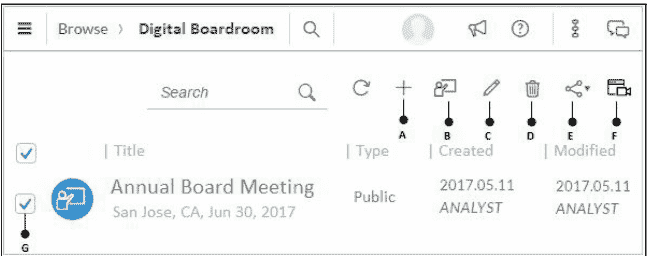 Browse > Digital Boardroom
Search
A B C D E F
Title | Type | Created | Modified
Annual Board Meeting Public 2017.05.11 2017.05.11
San Jose, CA, Jun 30, 2017 ANALYST ANALYST
G